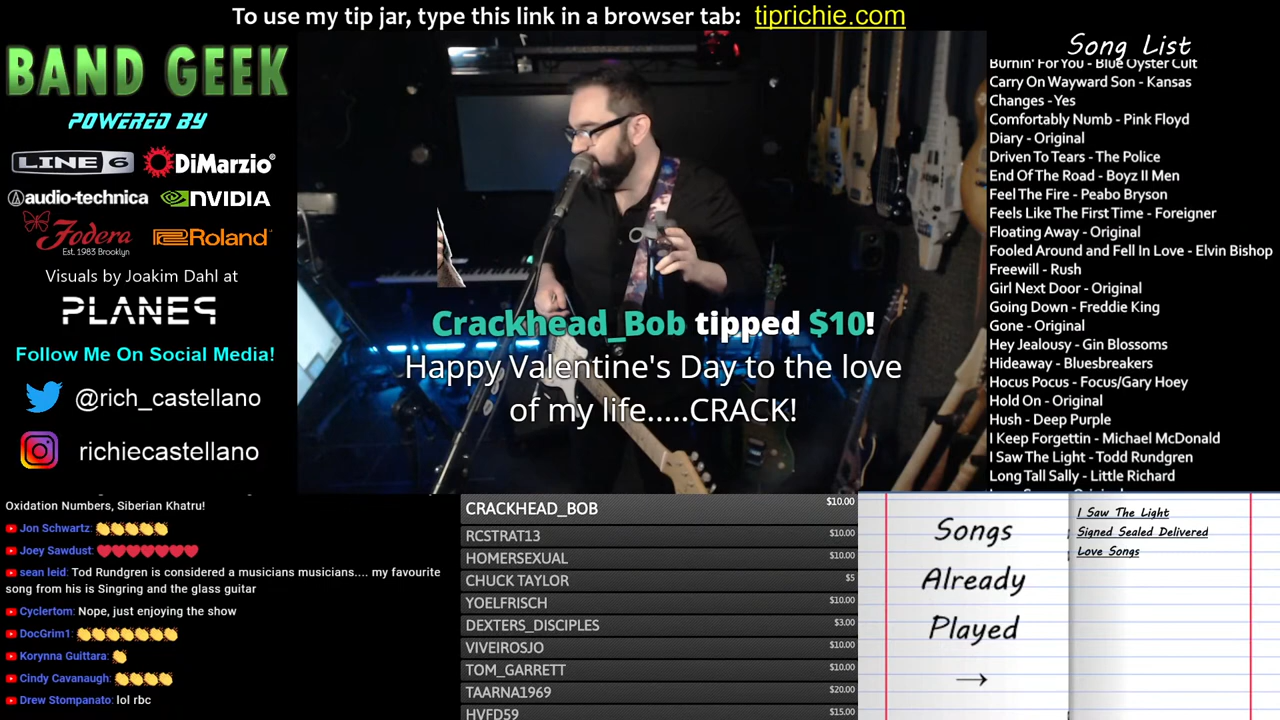 To use my tip jar, type this link in a browser tab: tiprichie.com
BAND GEEK
POWERED BY
LINE 6
DiMarzio
audio-technica
NVIDIA
Fodera
Est. 1983 Brooklyn
Roland
Visuals by Joakim Dahl at
PLANE9
Follow Me On Social Media!
@rich_castellano
richiecastellano
Crackhead_Bob tipped $10!
Happy Valentine's Day to the love
of my life.....CRACK!
Song List
Burnin' For You - Blue Oyster Cult
Carry On Wayward Son - Kansas
Changes - Yes
Comfortably Numb - Pink Floyd
Diary - Original
Driven To Tears - The Police
End Of The Road - Boyz II Men
Feel The Fire - Peabo Bryson
Feels Like The First Time - Foreigner
Floating Away - Original
Fooled Around and Fell In Love - Elvin Bishop
Freewill - Rush
Girl Next Door - Original
Going Down - Freddie King
Gone - Original
Hey Jealousy - Gin Blossoms
Hideaway - Bluesbreakers
Hocus Pocus - Focus/Gary Hoey
Hold On - Original
Hush - Deep Purple
I Keep Forgettin - Michael McDonald
I Saw The Light - Todd Rundgren
Long Tall Sally - Little Richard
Oxidation Numbers, Siberian Khatru!
Jon Schwartz:
Joey Sawdust:
sean leid: Tod Rundgren is considered a musicians musicians.... my favourite
song from his is Singring and the glass guitar
Cyclertom: Nope, just enjoying the show
DocGrim1:
Korynna Guittara:
Cindy Cavanaugh:
Drew Stompanato: lol rbc
CRACKHEAD_BOB $10.00
RCSTRAT13 $10.00
HOMERSEXUAL $10.00
CHUCK TAYLOR $5
YOELFRISCH $10.00
DEXTERS_DISCIPLES $3.00
VIVEIROSJO $10.00
TOM_GARRETT $10.00
TAARNA1969 $20.00
HVFD59 $15.00
Songs
Already
Played
→
I Saw The Light
Signed Sealed Delivered
Love Songs